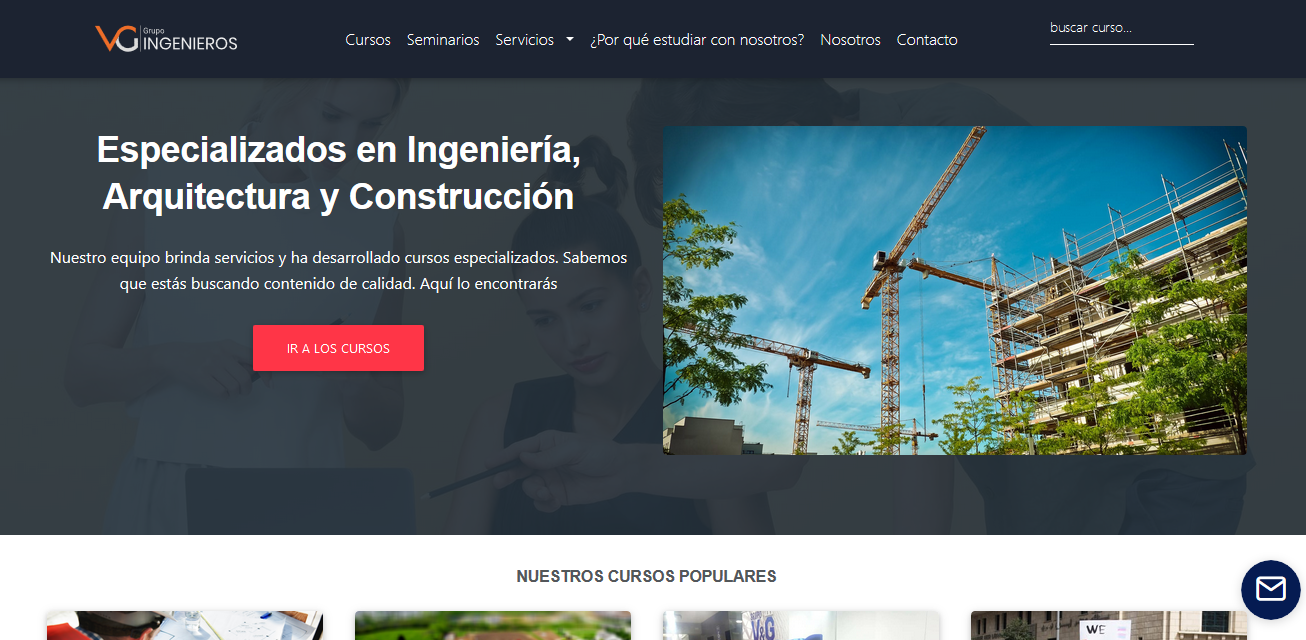 VG Grupo INGENIEROS
Cursos Seminarios Servicios ¿Por qué estudiar con nosotros? Nosotros Contacto
buscar curso...
Especializados en Ingeniería,
Arquitectura y Construcción
Nuestro equipo brinda servicios y ha desarrollado cursos especializados. Sabemos
que estás buscando contenido de calidad. Aquí lo encontrarás
IR A LOS CURSOS
NUESTROS CURSOS POPULARES
V&G
WE